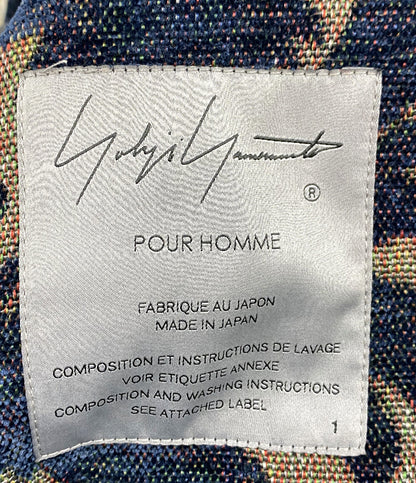 Yohji Yamamoto
®
POUR HOMME
FABRIQUE AU JAPON
MADE IN JAPAN
COMPOSITION ET INSTRUCTIONS DE LAVAGE
VOIR ETIQUETTE ANNEXE
COMPOSITION AND WASHING INSTRUCTIONS
SEE ATTACHED LABEL
1